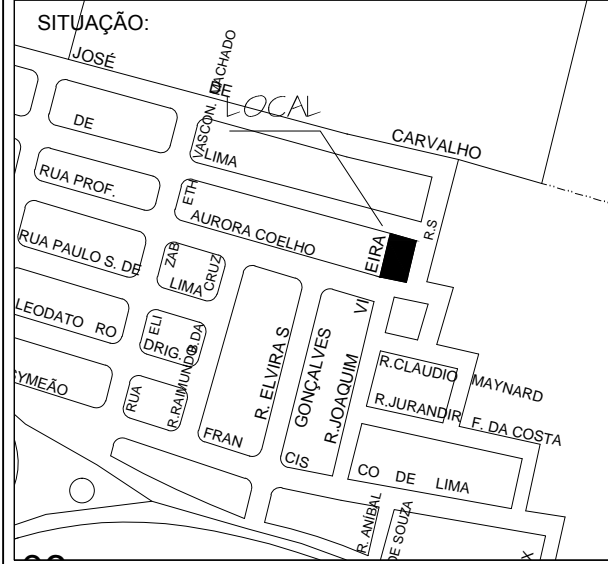 SITUAÇÃO:
JOSÉ
DE
CARVALHO
VASCON. MACHADO
LOCAL
DE
LIMA
RUA PROF.
ETH
AURORA COELHO
EIRA
R.S
RUA PAULO S. DE
ZAB
LIMA
CRUZ
LEODATO RO
ELI
DRIG.
R.RAIMUNDO
B.DA
SYMEÃO
RUA
R. ELVIRA S
GONÇALVES
R.JOAQUIM
VI
R.CLAUDIO MAYNARD
R.JURANDIR F. DA COSTA
FRAN
CIS
CO DE LIMA
R. ANÍBAL
DE SOUZA
X